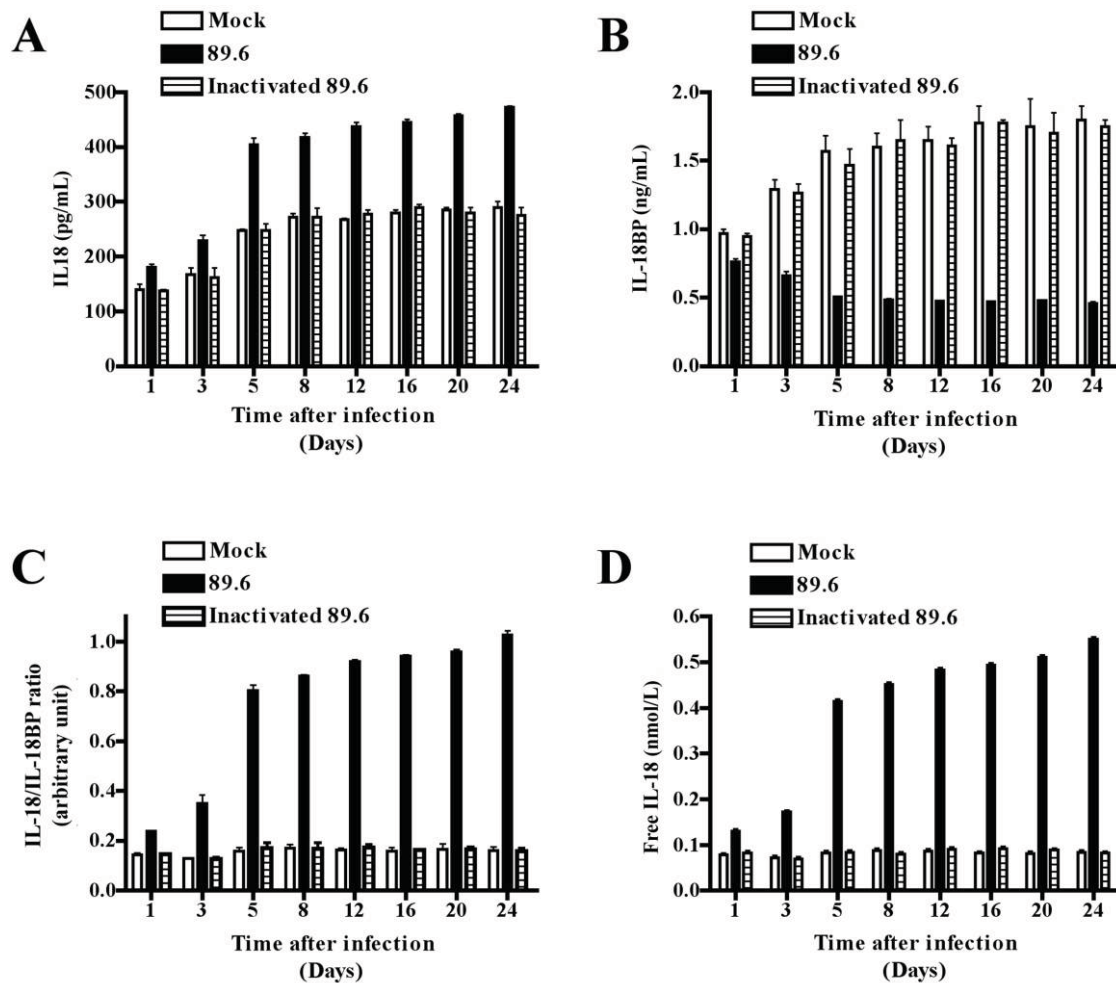 A
Mock
89.6
Inactivated 89.6
500
400
300
200
100
0
IL18 (pg/mL)
1 3 5 8 12 16 20 24
Time after infection
(Days)
B
Mock
89.6
Inactivated 89.6
2.0
1.5
1.0
0.5
0.0
IL-18BP (ng/mL)
1 3 5 8 12 16 20 24
Time after infection
(Days)
C
Mock
89.6
Inactivated 89.6
1.0
0.8
0.6
0.4
0.2
0.0
IL-18/IL-18BP ratio
(arbitrary unit)
1 3 5 8 12 16 20 24
Time after infection
(Days)
D
Mock
89.6
Inactivated 89.6
0.6
0.5
0.4
0.3
0.2
0.1
0.0
Free IL-18 (nmol/L)
1 3 5 8 12 16 20 24
Time after infection
(Days)